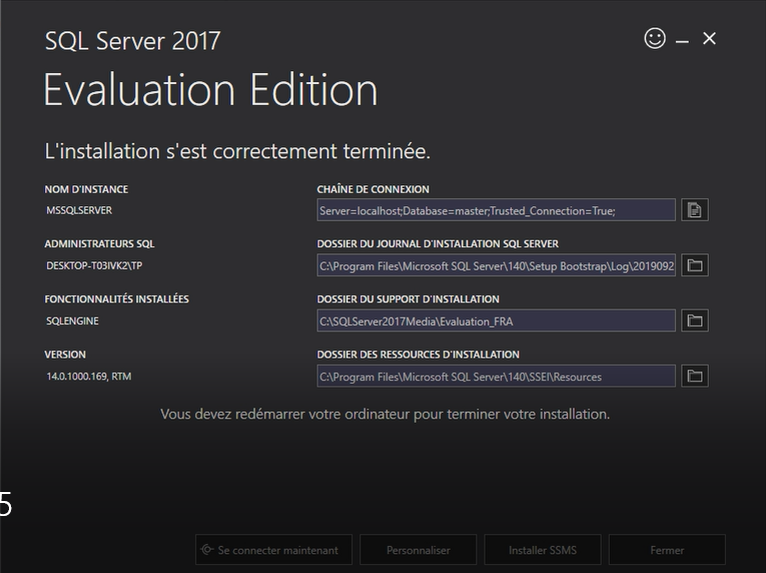 SQL Server 2017
Evaluation Edition
L'installation s'est correctement terminée.
NOM D'INSTANCE
MSSQLSERVER
CHAÎNE DE CONNEXION
Server=localhost;Database=master;Trusted_Connection=True;
ADMINISTRATEURS SQL
DESKTOP-T03IVK2\TP
DOSSIER DU JOURNAL D'INSTALLATION SQL SERVER
C:\Program Files\Microsoft SQL Server\140\Setup Bootstrap\Log\2019092
FONCTIONNALITÉS INSTALLÉES
SQLENGINE
DOSSIER DU SUPPORT D'INSTALLATION
C:\SQLServer2017Media\Evaluation_FRA
VERSION
14.0.1000.169, RTM
DOSSIER DES RESSOURCES D'INSTALLATION
C:\Program Files\Microsoft SQL Server\140\SSEI\Resources
Vous devez redémarrer votre ordinateur pour terminer votre installation.
5
Se connecter maintenant
Personnaliser
Installer SSMS
Fermer